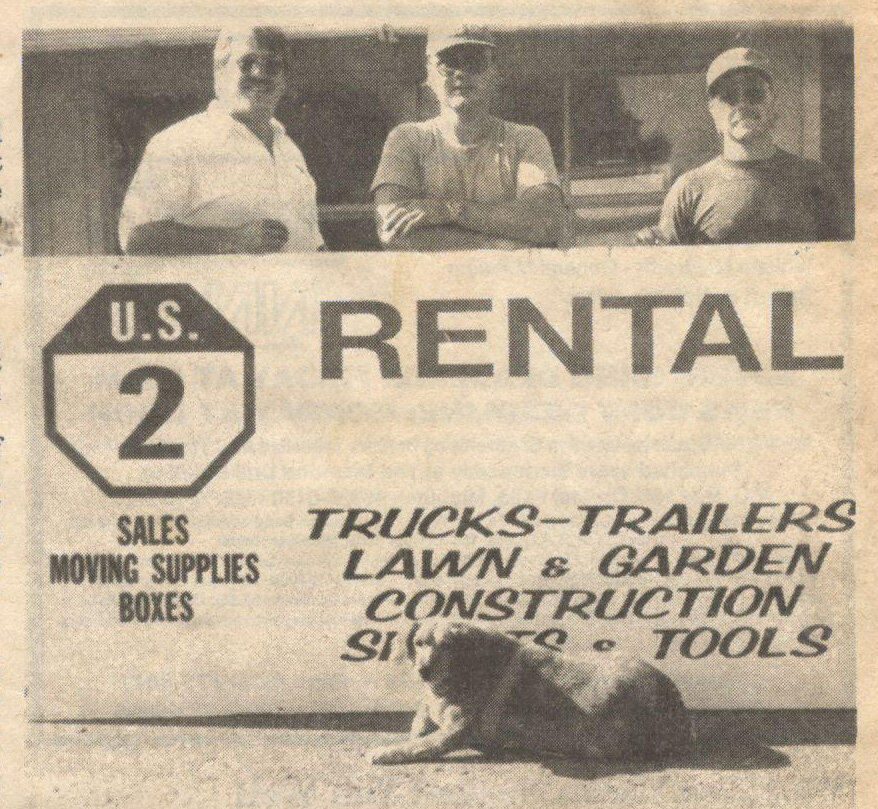 U.S.
2
RENTAL
SALES
MOVING SUPPLIES
BOXES
TRUCKS-TRAILERS
LAWN & GARDEN
CONSTRUCTION
& TOOLS